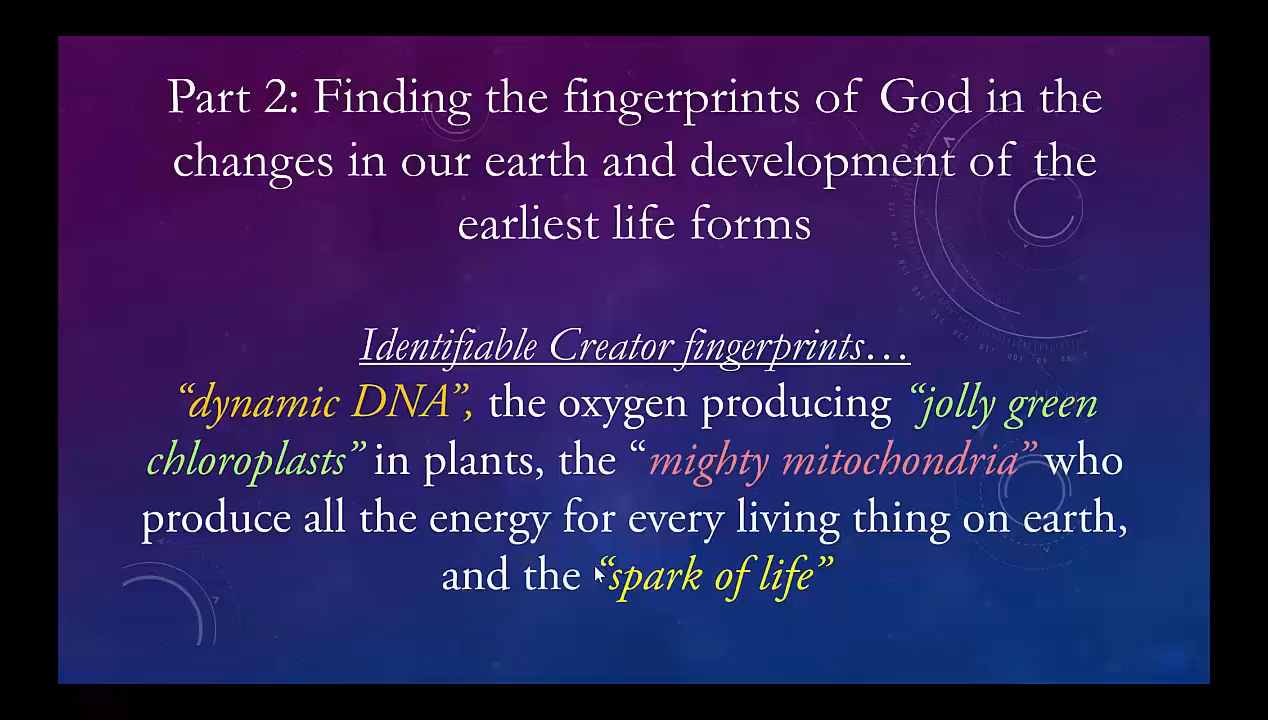 Part 2: Finding the fingerprints of God in the
changes in our earth and development of the
earliest life forms
Identifiable Creator fingerprints…
“dynamic DNA”, the oxygen producing “jolly green
chloroplasts” in plants, the “mighty mitochondria” who
produce all the energy for every living thing on earth,
and the “spark of life”